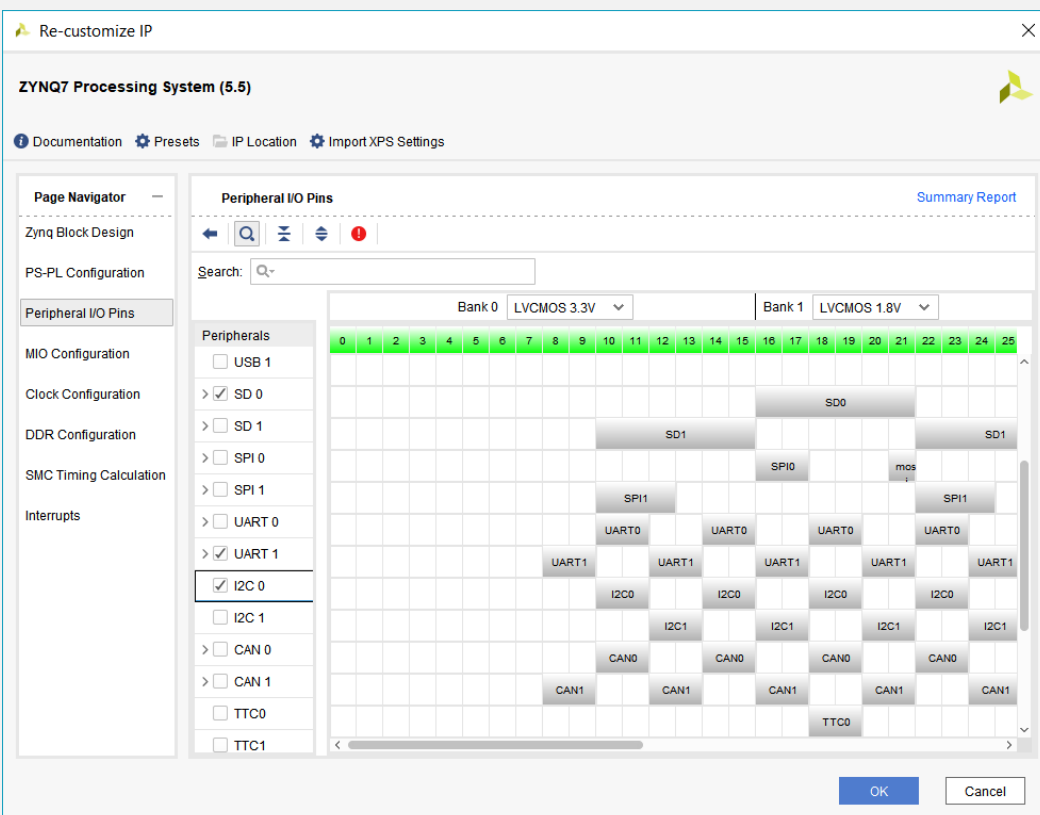 Re-customize IP
ZYNQ7 Processing System (5.5)
Documentation Presets IP Location Import XPS Settings
Page Navigator
Zynq Block Design
PS-PL Configuration
Peripheral I/O Pins
MIO Configuration
Clock Configuration
DDR Configuration
SMC Timing Calculation
Interrupts
Peripheral I/O Pins Summary Report
Search:
Bank 0 LVCMOS 3.3V Bank 1 LVCMOS 1.8V
Peripherals 0 1 2 3 4 5 6 7 8 9 10 11 12 13 14 15 16 17 18 19 20 21 22 23 24 25
USB 1
SD 0 SD0
SD 1 SD1 SD1
SPI 0 SPI0 mos
SPI 1 SPI1 SPI1
UART 0 UART0 UART0 UART0 UART0
UART 1 UART1 UART1 UART1 UART1 UART1
I2C 0 I2C0 I2C0 I2C0 I2C0
I2C 1 I2C1 I2C1 I2C1 I2C1
CAN 0 CAN0 CAN0 CAN0 CAN0
CAN 1 CAN1 CAN1 CAN1 CAN1 CAN1
TTC0 TTC0
TTC1
OK Cancel